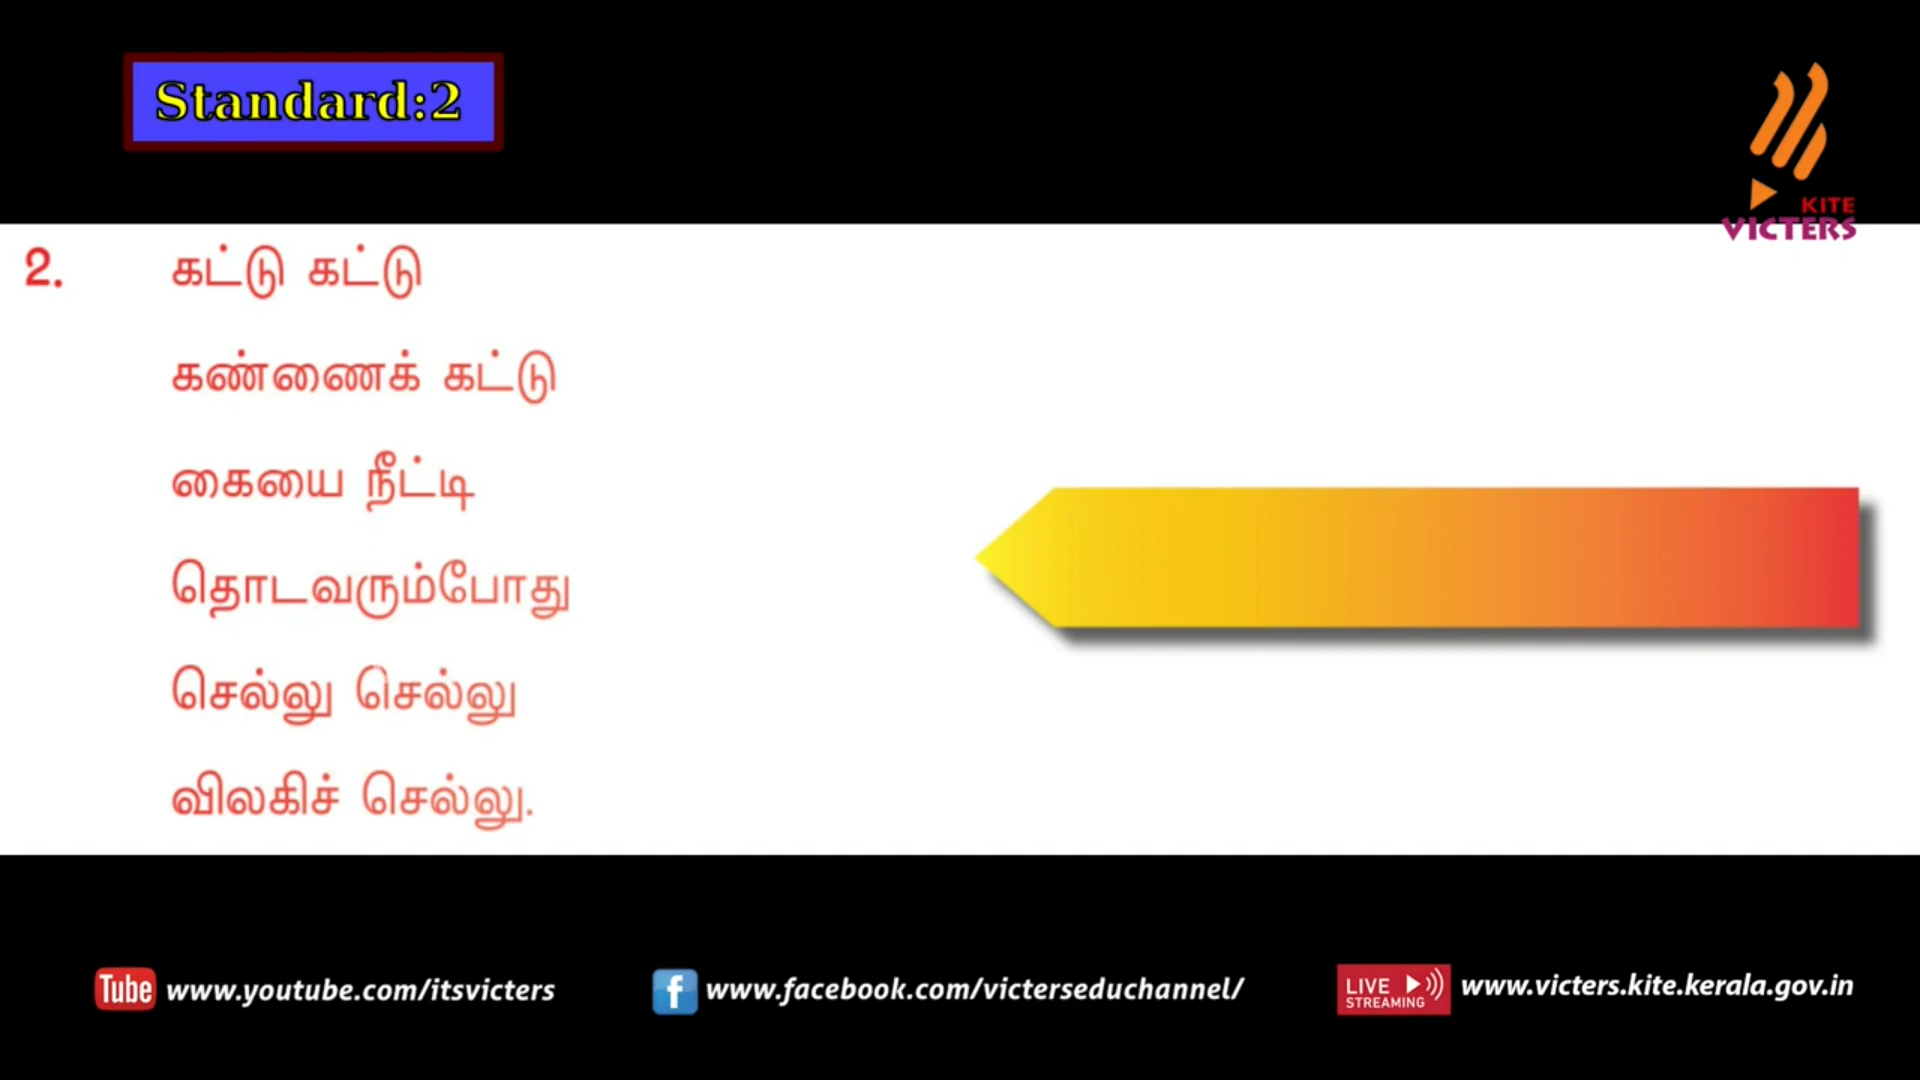 Standard:2
KITE
VICTERS
2. கட்டு கட்டு
கண்ணைக் கட்டு
கையை நீட்டி
தொடவரும்போது
செல்லு செல்லு
விலகிச் செல்லு.
Tube www.youtube.com/itsvicters
f www.facebook.com/victerseduchannel/
LIVE STREAMING www.victers.kite.kerala.gov.in